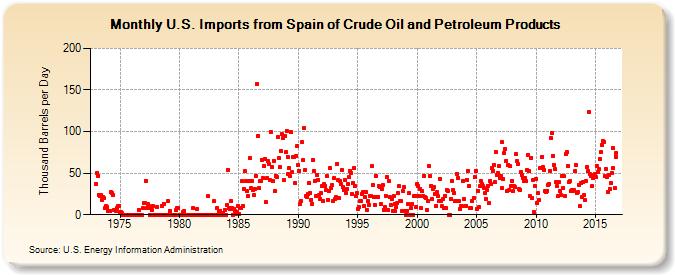 Monthly U.S. Imports from Spain of Crude Oil and Petroleum Products
Thousand Barrels per Day
200
150
100
50
0
1975 1980 1985 1990 1995 2000 2005 2010 2015
Source: U.S. Energy Information Administration